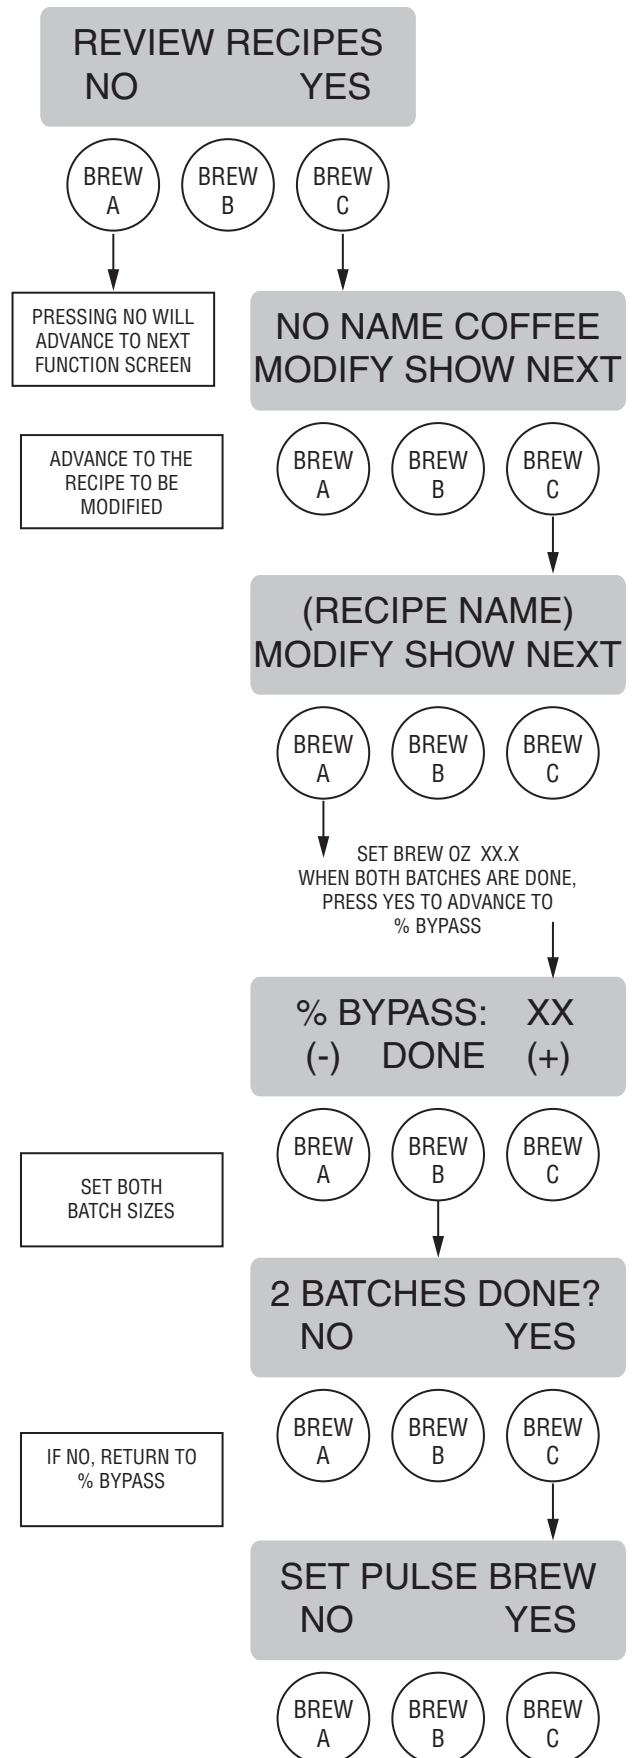 REVIEW RECIPES
NO YES
BREW A
BREW B
BREW C
PRESSING NO WILL
ADVANCE TO NEXT
FUNCTION SCREEN
NO NAME COFFEE
MODIFY SHOW NEXT
BREW A
BREW B
BREW C
ADVANCE TO THE
RECIPE TO BE
MODIFIED
(RECIPE NAME)
MODIFY SHOW NEXT
BREW A
BREW B
BREW C
SET BREW OZ XX.X
WHEN BOTH BATCHES ARE DONE,
PRESS YES TO ADVANCE TO
% BYPASS
% BYPASS: XX
(-) DONE (+)
BREW A
BREW B
BREW C
SET BOTH
BATCH SIZES
2 BATCHES DONE?
NO YES
BREW A
BREW B
BREW C
IF NO, RETURN TO
% BYPASS
SET PULSE BREW
NO YES
BREW A
BREW B
BREW C